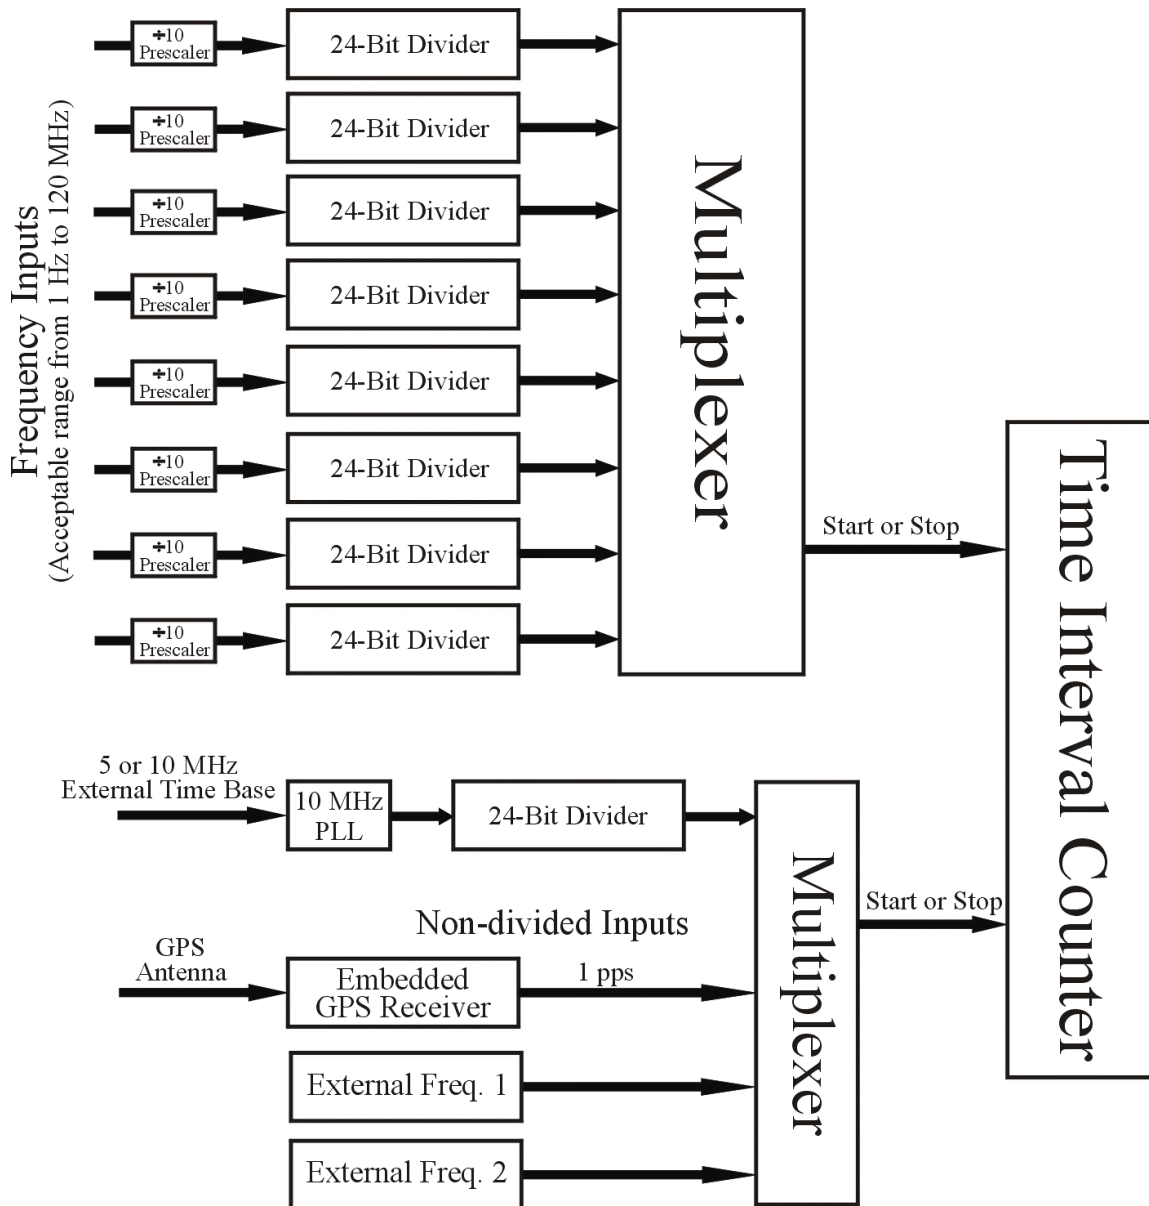 Frequency Inputs
(Acceptable range from 1 Hz to 120 MHz)
÷10
Prescaler
24-Bit Divider
÷10
Prescaler
24-Bit Divider
÷10
Prescaler
24-Bit Divider
÷10
Prescaler
24-Bit Divider
÷10
Prescaler
24-Bit Divider
÷10
Prescaler
24-Bit Divider
÷10
Prescaler
24-Bit Divider
÷10
Prescaler
24-Bit Divider
Multiplexer
Start or Stop
Time Interval Counter
5 or 10 MHz
External Time Base
10 MHz
PLL
24-Bit Divider
Multiplexer
Start or Stop
Non-divided Inputs
GPS
Antenna
Embedded
GPS Receiver
1 pps
External Freq. 1
External Freq. 2